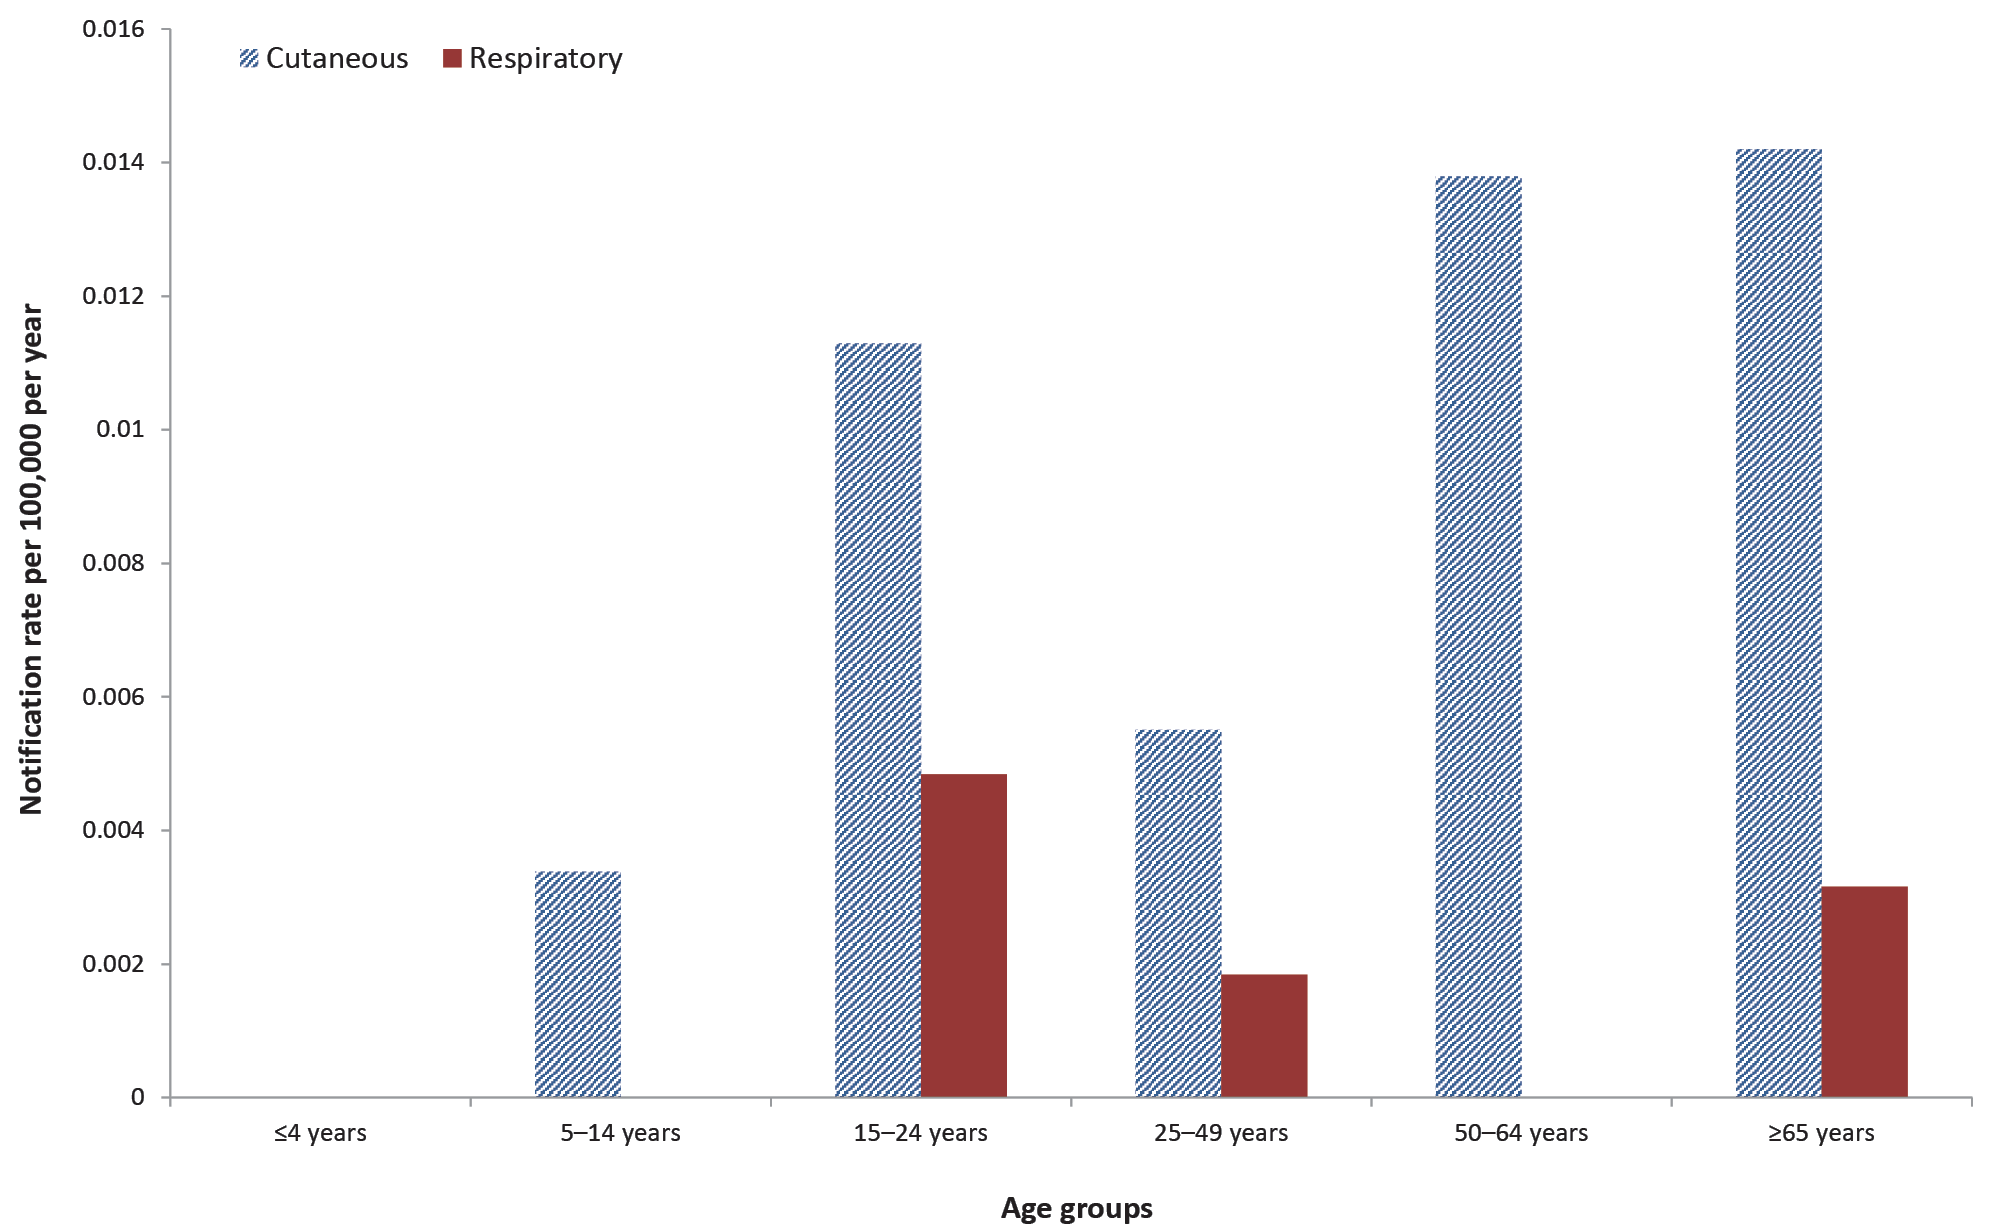 0.016
Cutaneous Respiratory
0.014
0.012
0.01
0.008
0.006
0.004
0.002
0
Notification rate per 100,000 per year
≤4 years 5–14 years 15–24 years 25–49 years 50–64 years ≥65 years
Age groups